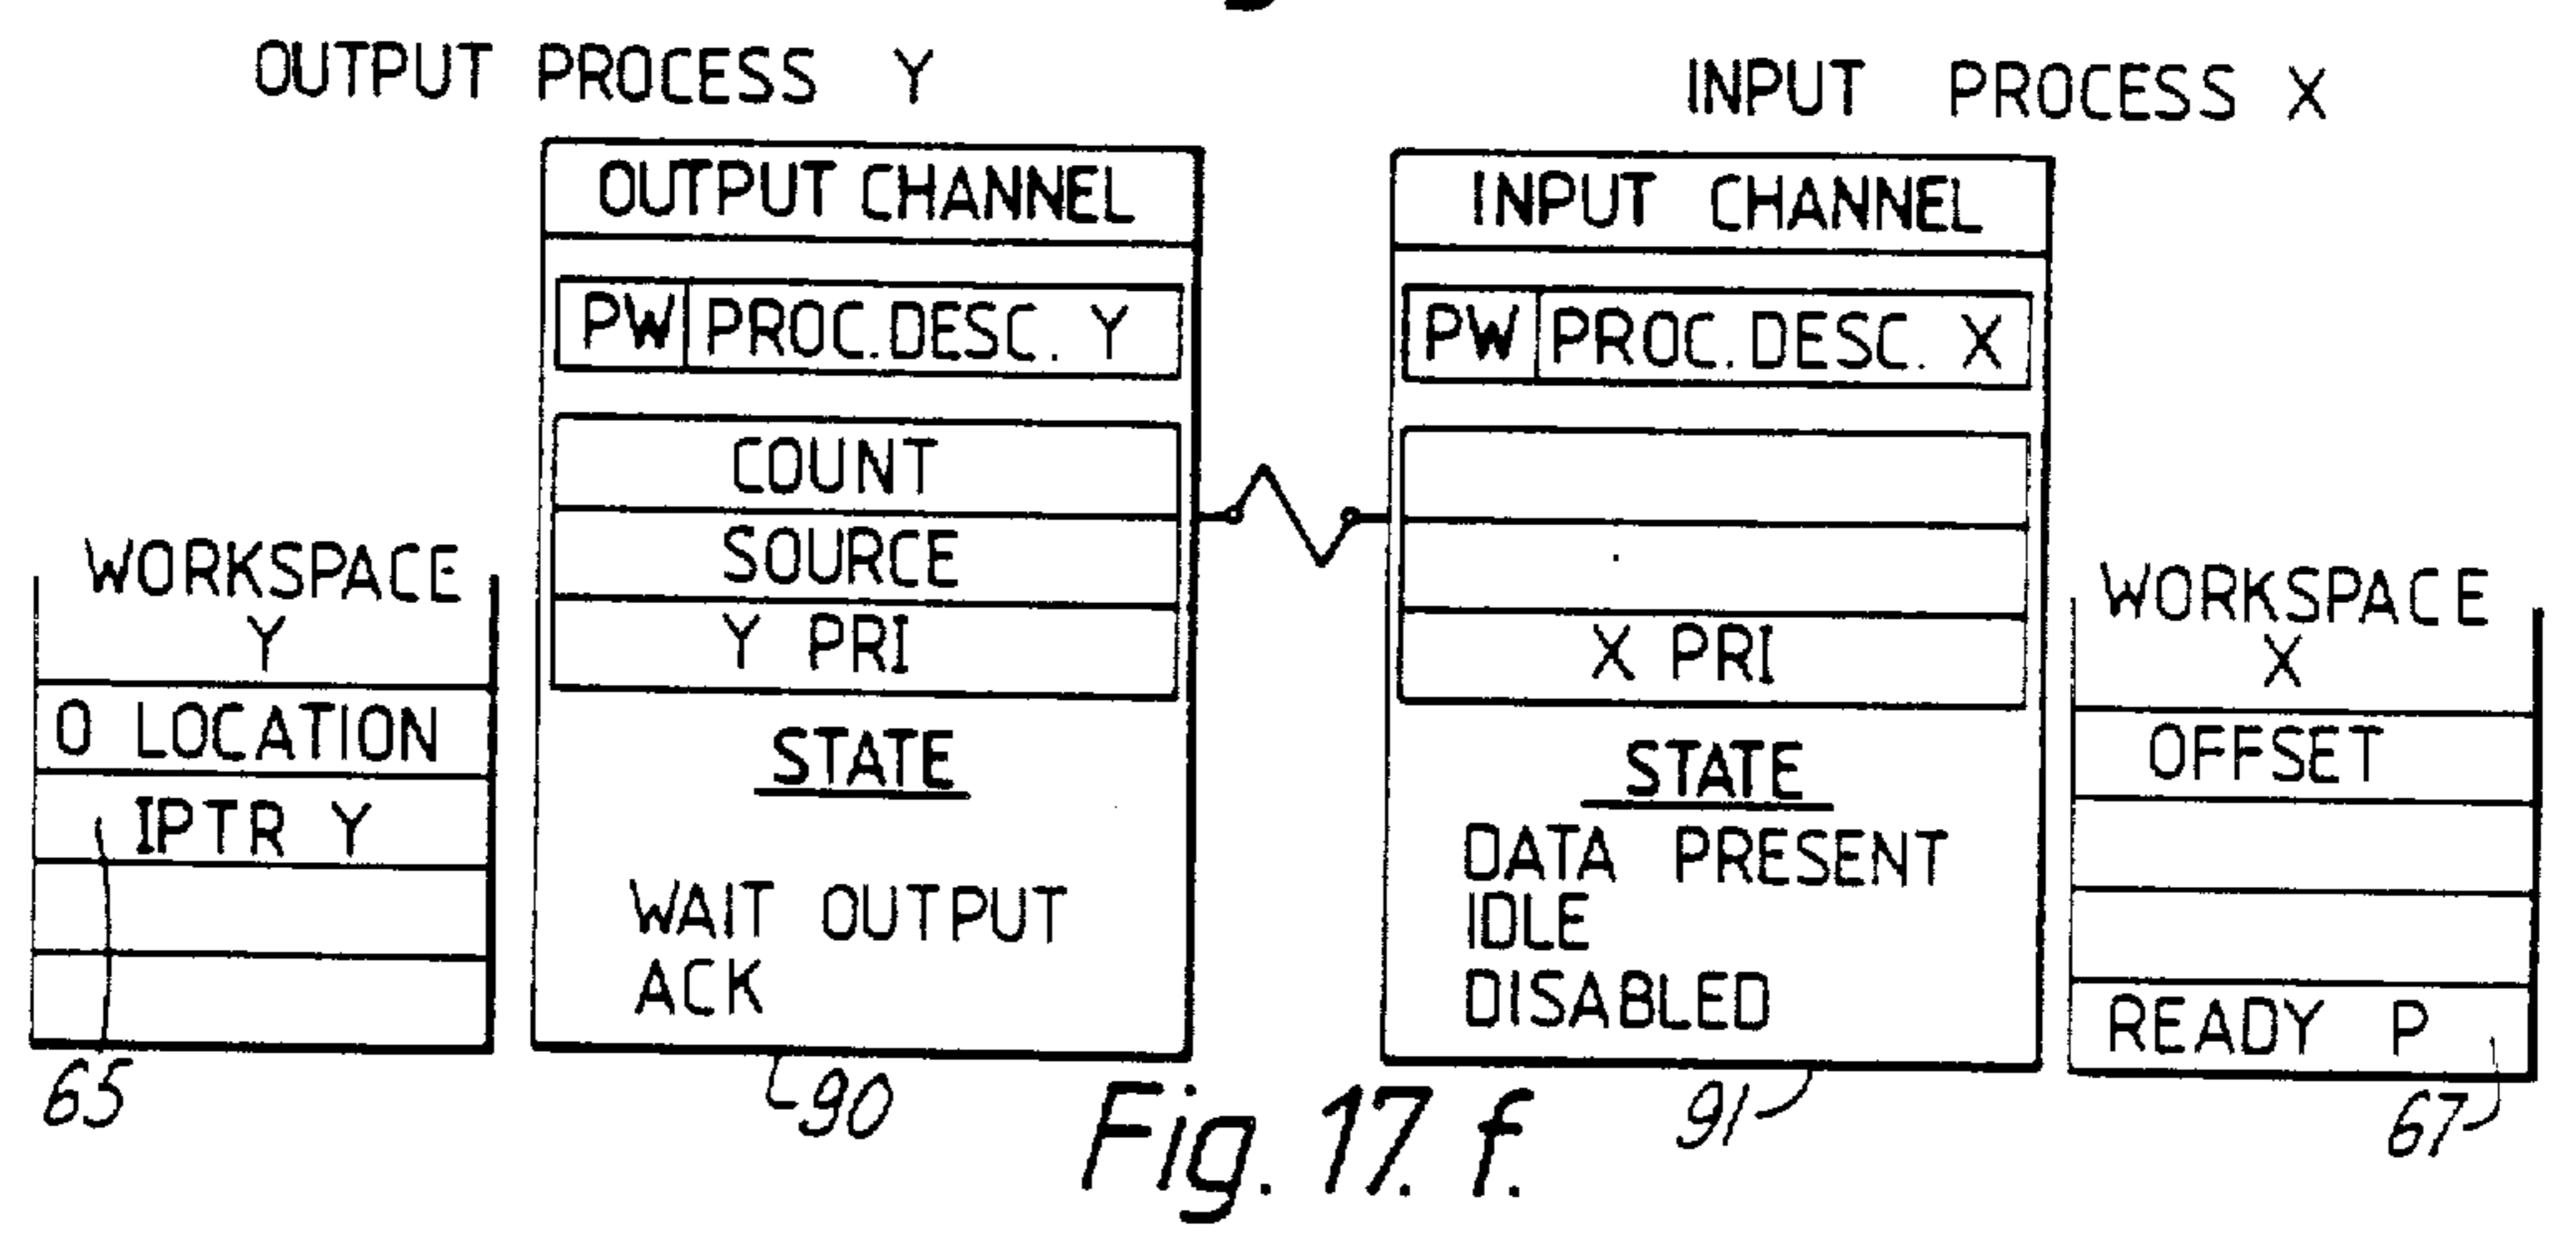 OUTPUT PROCESS Y
INPUT PROCESS X
OUTPUT CHANNEL
PW PROC.DESC. Y
COUNT
SOURCE
Y PRI
STATE
WAIT OUTPUT
ACK
INPUT CHANNEL
PW PROC.DESC. X
X PRI
STATE
DATA PRESENT
IDLE
DISABLED
WORKSPACE
Y
0 LOCATION
IPTR Y
WORKSPACE
X
OFFSET
READY P
65
90
91
67
Fig. 17. f.